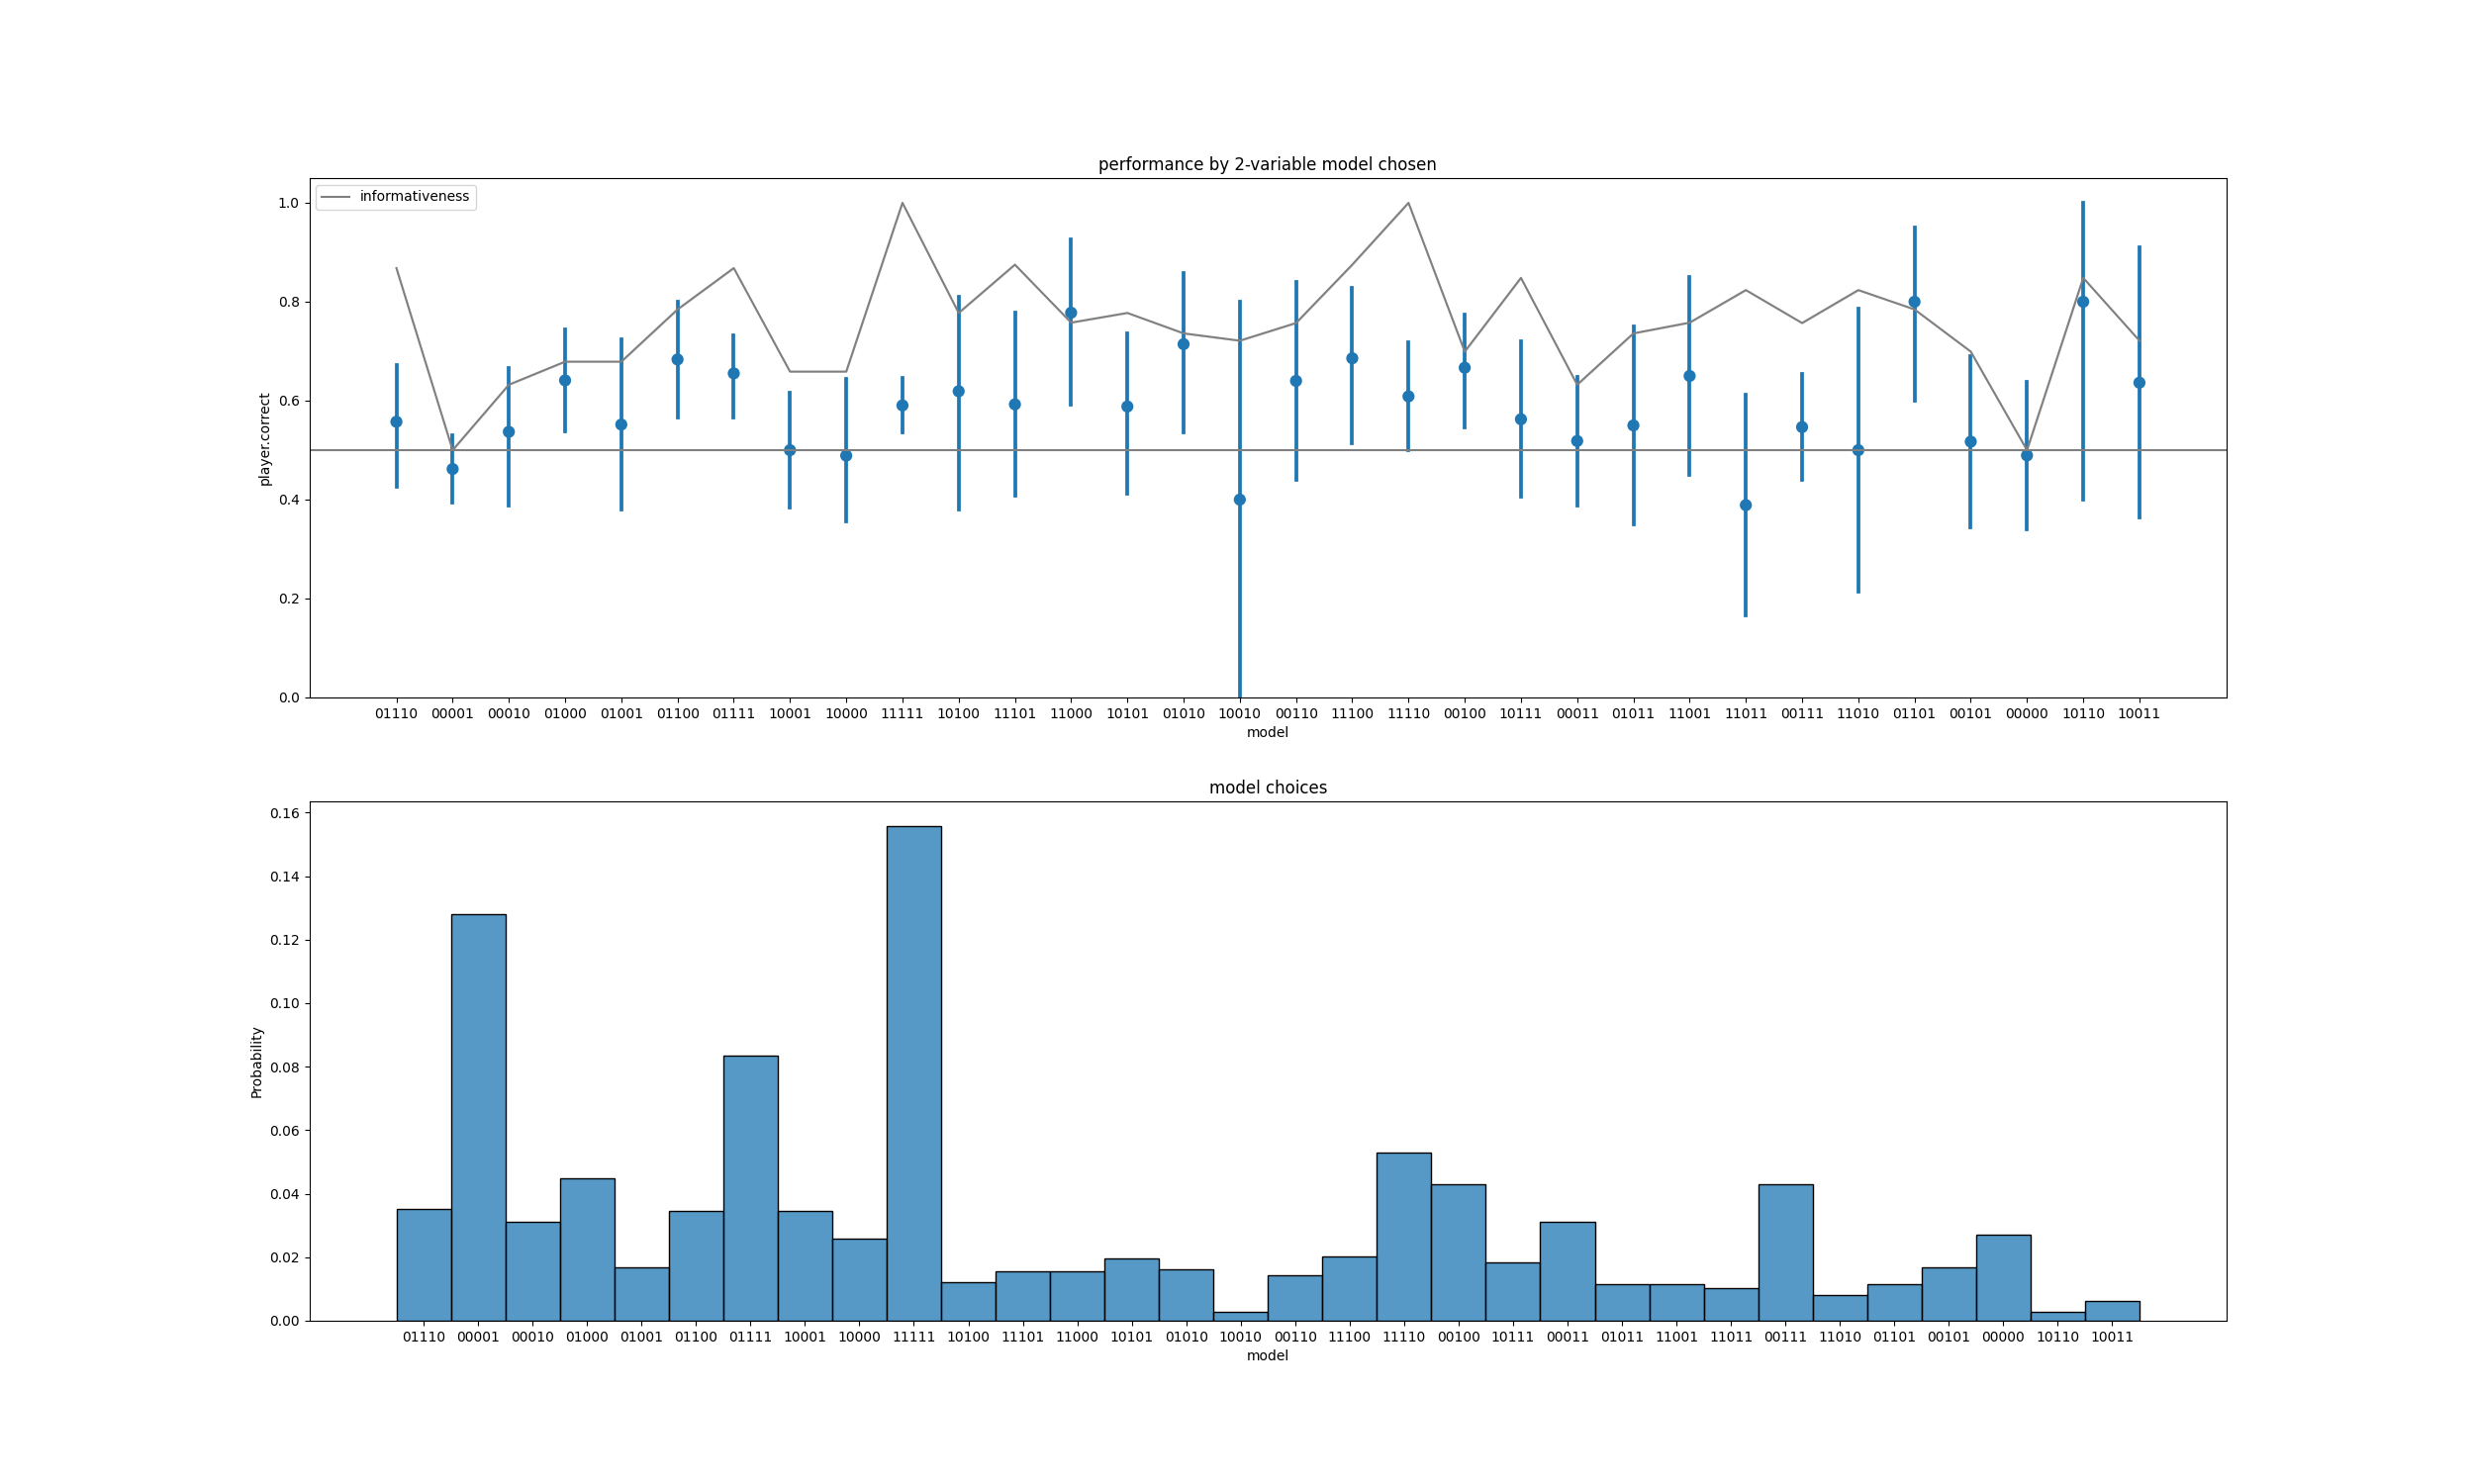 performance by 2-variable model chosen
informativeness
1.0
0.8
0.6
0.4
0.2
0.0
player.correct
01110 00001 00010 01000 01001 01100 01111 10001 10000 11111 10100 11101 11000 10101 01010 10010 00110 11100 11110 00100 10111 00011 01011 11001 11011 00111 11010 01101 00101 00000 10110 10011
model
model choices
0.16
0.14
0.12
0.10
0.08
0.06
0.04
0.02
0.00
Probability
01110 00001 00010 01000 01001 01100 01111 10001 10000 11111 10100 11101 11000 10101 01010 10010 00110 11100 11110 00100 10111 00011 01011 11001 11011 00111 11010 01101 00101 00000 10110 10011
model